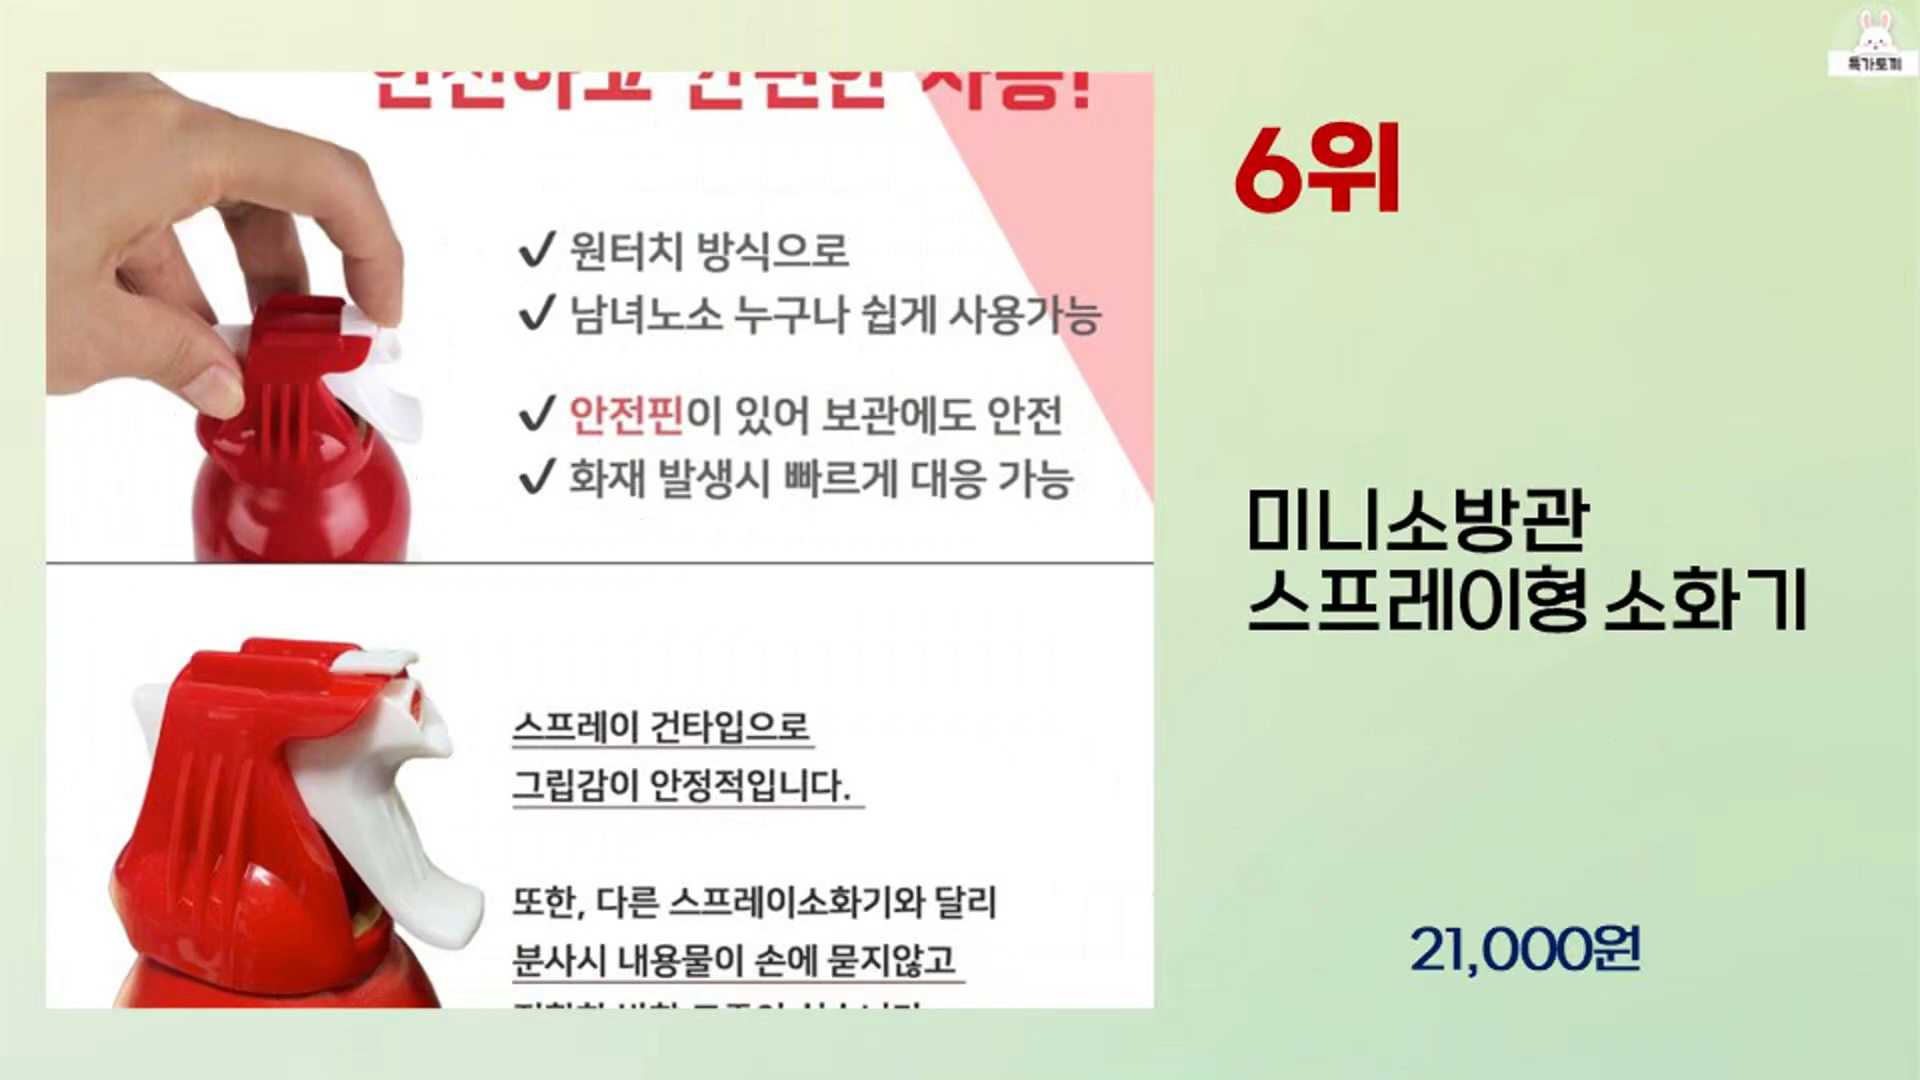 특가토끼
6위
✓ 원터치 방식으로
✓ 남녀노소 누구나 쉽게 사용가능
✓ 안전핀이 있어 보관에도 안전
✓ 화재 발생시 빠르게 대응 가능
미니소방관
스프레이형 소화기
스프레이 건타입으로
그립감이 안정적입니다.
또한, 다른 스프레이소화기와 달리
분사시 내용물이 손에 묻지않고
21,000원